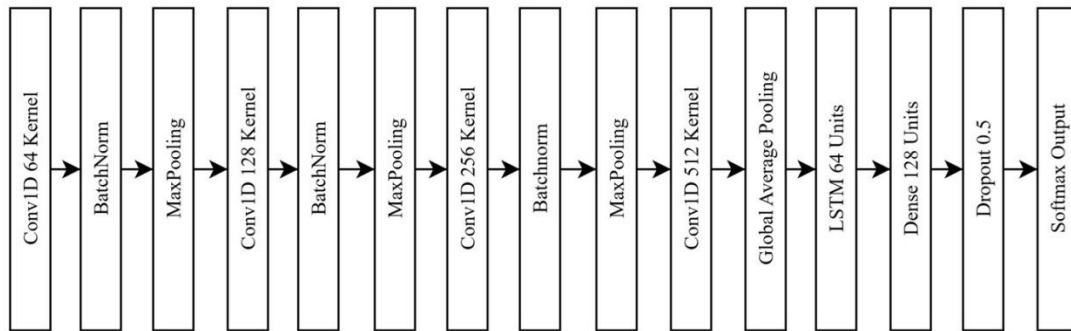 Conv1D 64 Kernel
BatchNorm
MaxPooling
Conv1D 128 Kernel
BatchNorm
MaxPooling
Conv1D 256 Kernel
Batchnorm
MaxPooling
Conv1D 512 Kernel
Global Average Pooling
LSTM 64 Units
Dense 128 Units
Dropout 0.5
Softmax Output